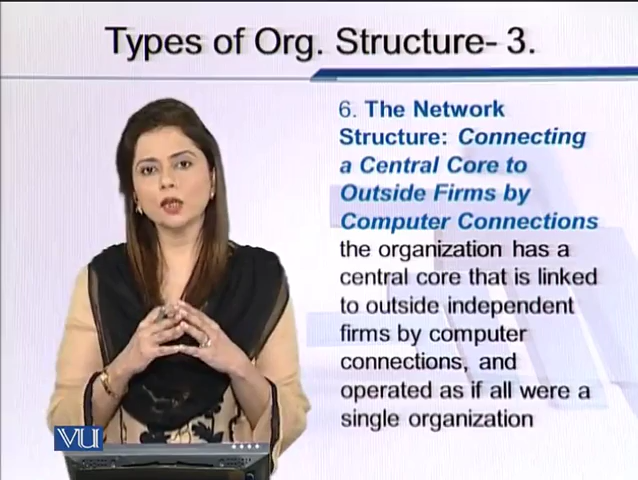 Types of Org. Structure- 3.
6. The Network
Structure: Connecting
a Central Core to
Outside Firms by
Computer Connections
the organization has a
central core that is linked
to outside independent
firms by computer
connections, and
operated as if all were a
single organization
VU